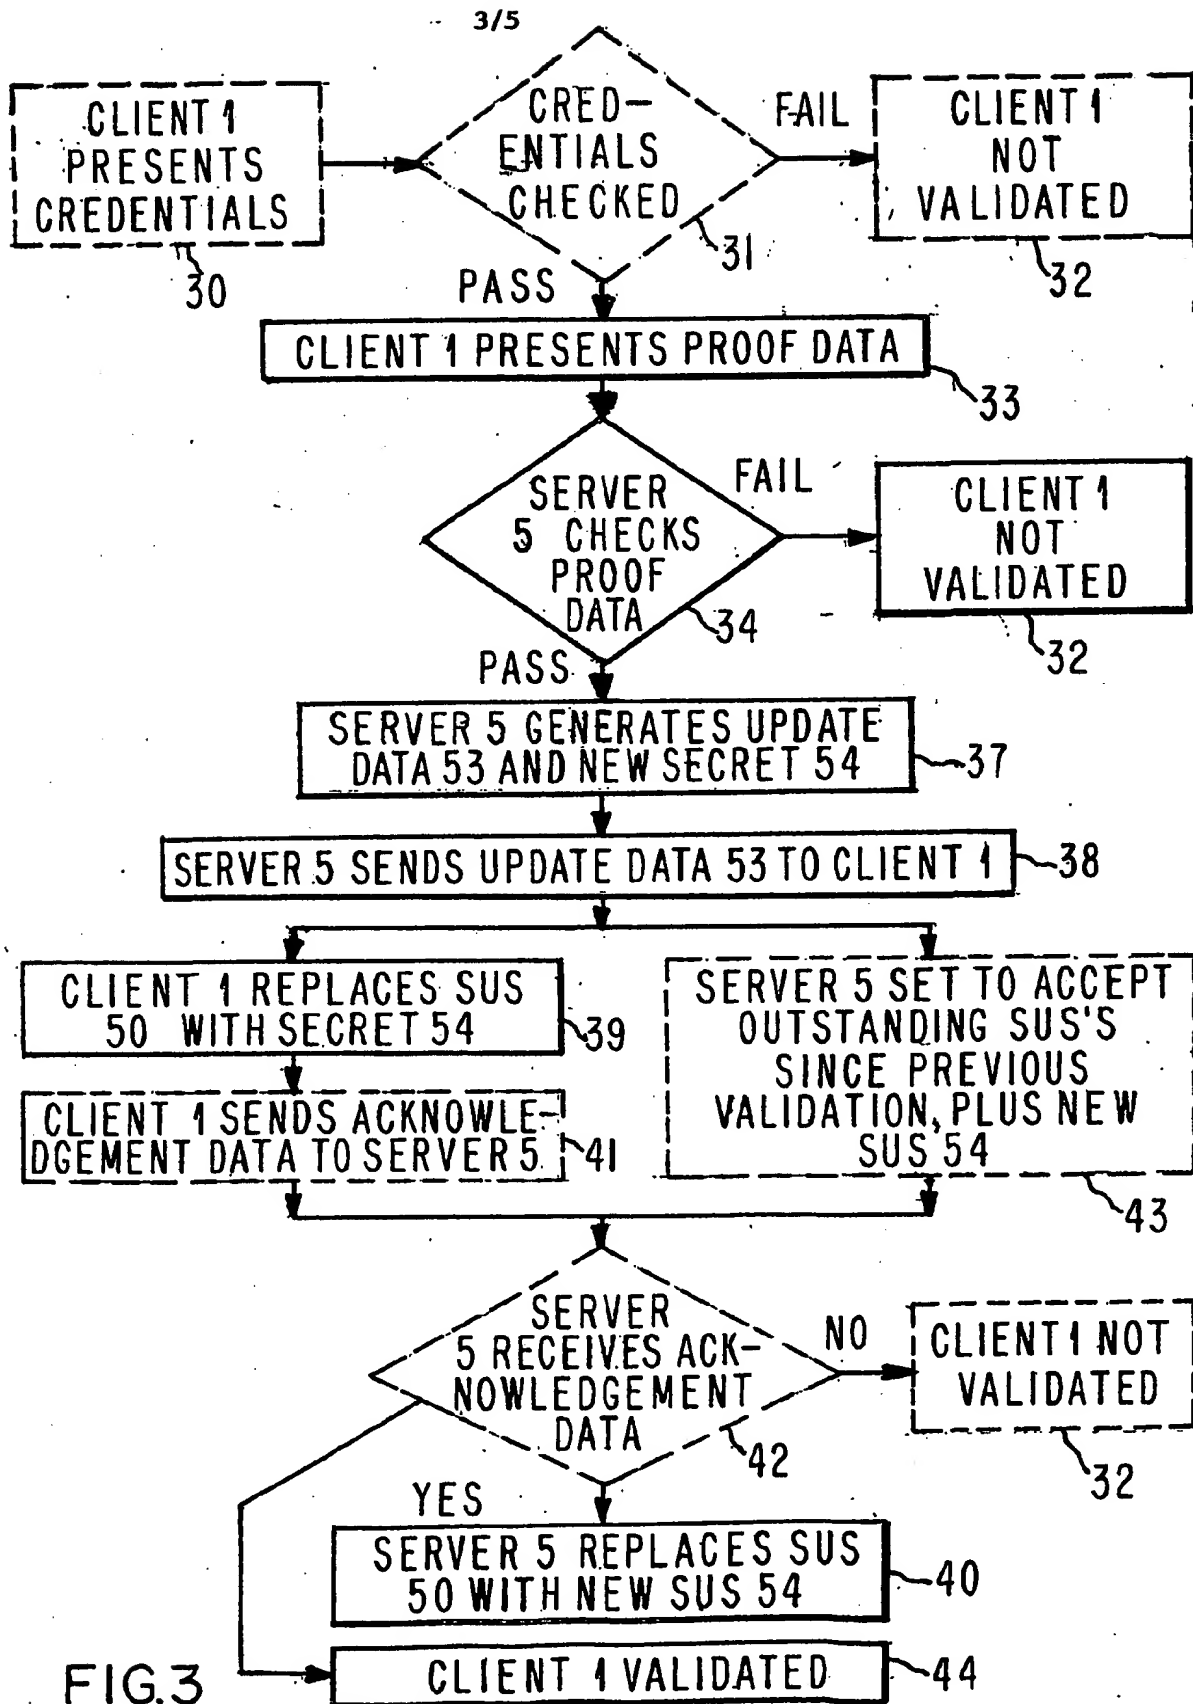 3/5
CLIENT 1
PRESENTS
CREDENTIALS
30
CRED-
ENTIALS
CHECKED
31
FAIL
CLIENT 1
NOT
VALIDATED
32
PASS
CLIENT 1 PRESENTS PROOF DATA
33
SERVER
5 CHECKS
PROOF
DATA
34
FAIL
CLIENT 1
NOT
VALIDATED
32
PASS
SERVER 5 GENERATES UPDATE
DATA 53 AND NEW SECRET 54
37
SERVER 5 SENDS UPDATE DATA 53 TO CLIENT 1
38
CLIENT 1 REPLACES SUS
50 WITH SECRET 54
39
CLIENT 1 SENDS ACKNOWLE-
DGEMENT DATA TO SERVER 5
41
SERVER 5 SET TO ACCEPT
OUTSTANDING SUS'S
SINCE PREVIOUS
VALIDATION, PLUS NEW
SUS 54
43
SERVER
5 RECEIVES ACK-
NOWLEDGEMENT
DATA
42
NO
CLIENT 1 NOT
VALIDATED
32
YES
SERVER 5 REPLACES SUS
50 WITH NEW SUS 54
40
CLIENT 1 VALIDATED
44
FIG.3